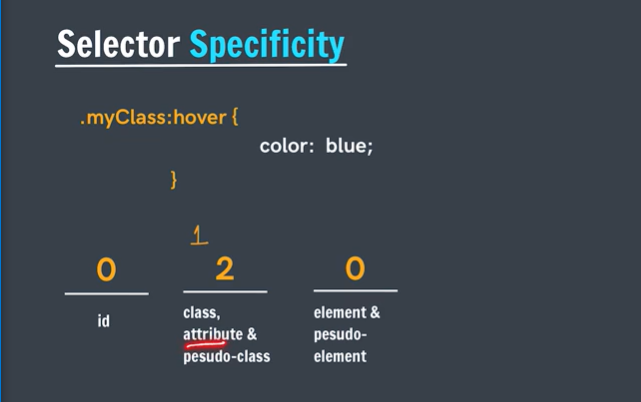 Selector Specificity
.myClass:hover {
color: blue;
}
1
0 2 0
id
class,
attribute &
pesudo-class
element &
pesudo-
element